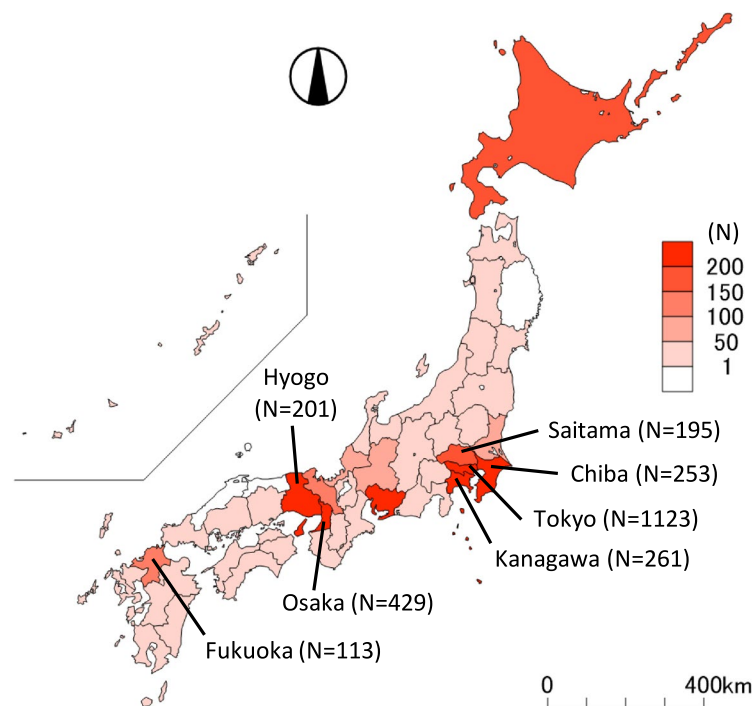 (N)
200
150
100
50
1
Hyogo
(N=201)
Saitama (N=195)
Chiba (N=253)
Tokyo (N=1123)
Kanagawa (N=261)
Osaka (N=429)
Fukuoka (N=113)
0 400km